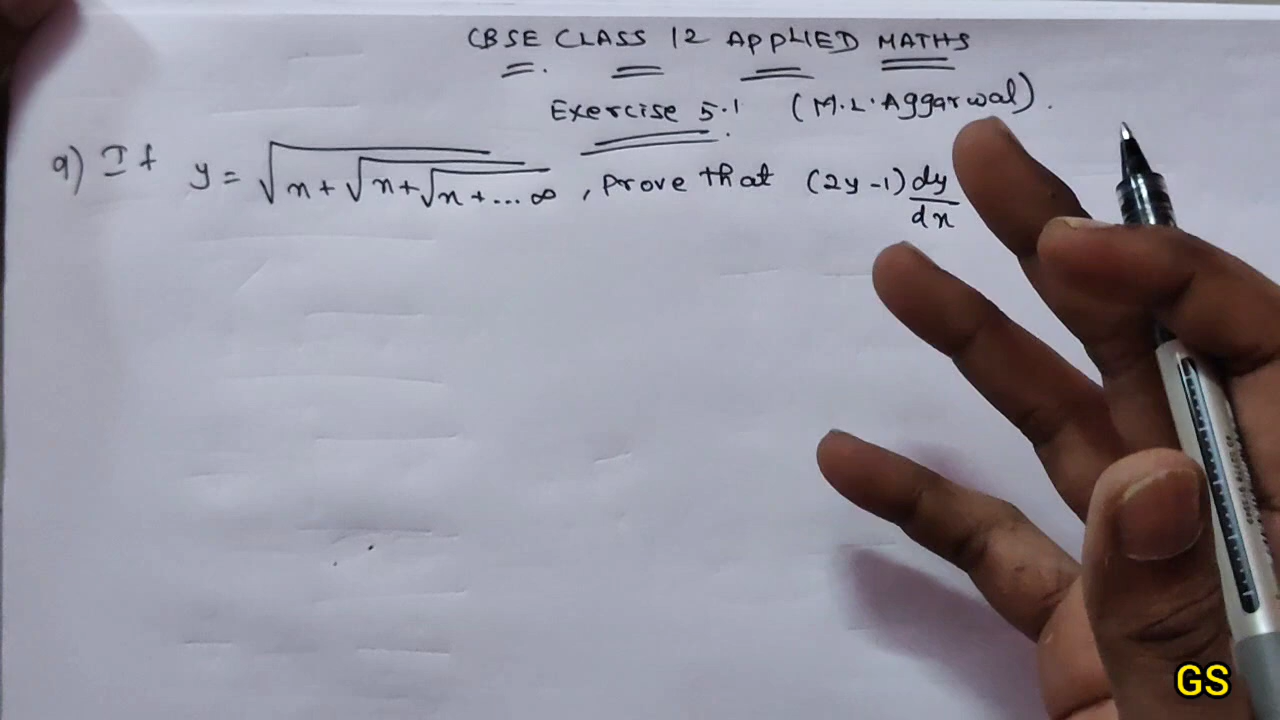 CBSE CLASS 12 APPLIED MATHS
Exercise 5.1 (M.L. Aggarwal).
9) If y = √(x + √(x + √(x + ... ∞))), prove that (2y - 1) dy/dx
GS